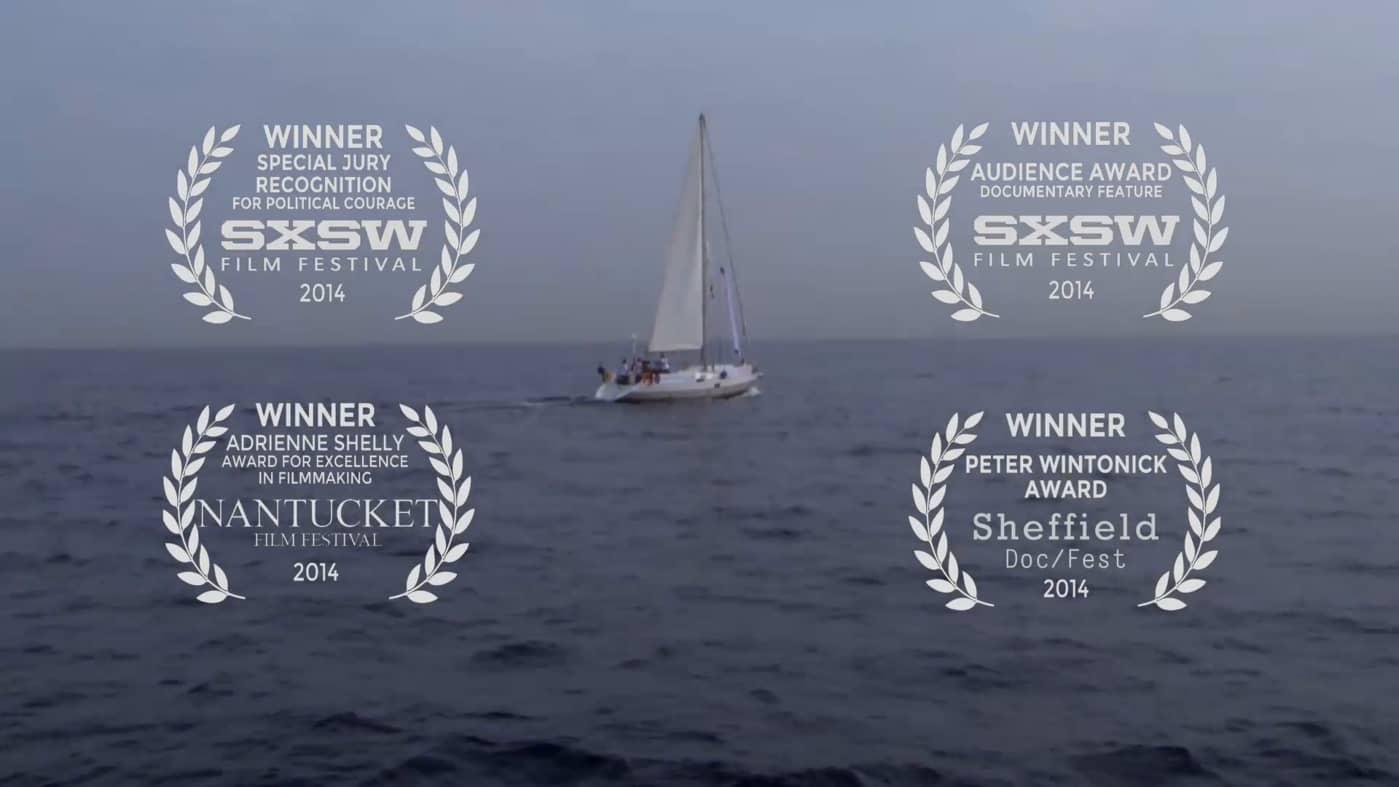 WINNER
SPECIAL JURY
RECOGNITION
FOR POLITICAL COURAGE
SXSW
FILM FESTIVAL
2014
WINNER
AUDIENCE AWARD
DOCUMENTARY FEATURE
SXSW
FILM FESTIVAL
2014
WINNER
ADRIENNE SHELLY
AWARD FOR EXCELLENCE
IN FILMMAKING
NANTUCKET
FILM FESTIVAL
2014
WINNER
PETER WINTONICK
AWARD
Sheffield
Doc/Fest
2014